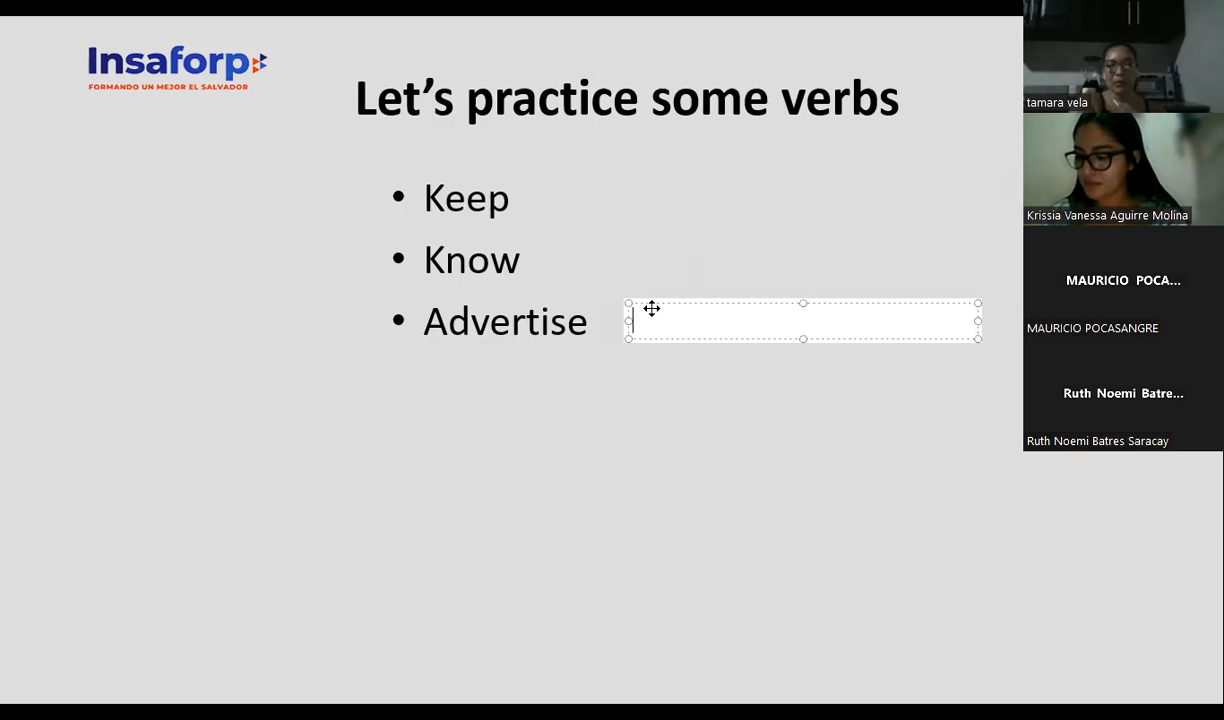 Insaforp
FORMANDO UN MEJOR EL SALVADOR
Let's practice some verbs
• Keep
• Know
• Advertise
tamara vela
Krissia Vanessa Aguirre Molina
MAURICIO POCA...
MAURICIO POCASANGRE
Ruth Noemi Batre...
Ruth Noemi Batres Saracay